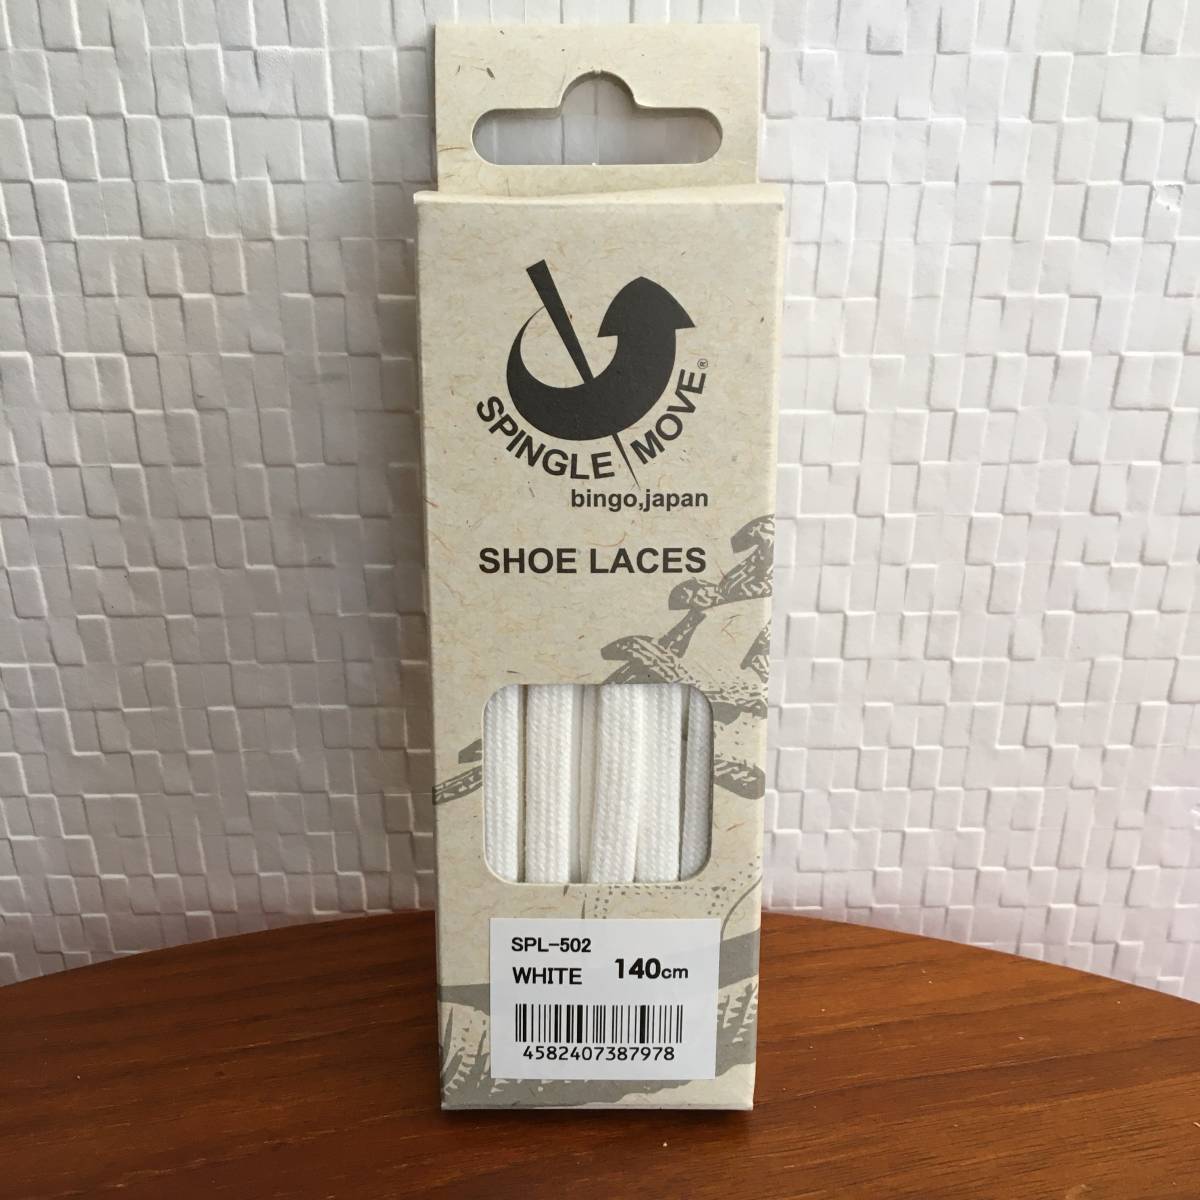 SPINGLE MOVE®
bingo,japan
SHOE LACES
SPL-502
WHITE 140cm
4582407387978